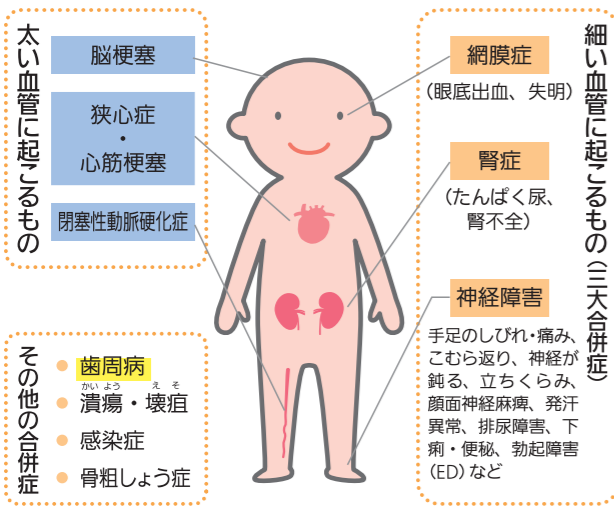 太い血管に起こるもの
脳梗塞
狭心症
・
心筋梗塞
閉塞性動脈硬化症
その他の合併症
歯周病
かいよう えそ
潰瘍・壊疽
感染症
骨粗しょう症
細い血管に起こるもの(三大合併症)
網膜症
(眼底出血、失明)
腎症
(たんぱく尿、
腎不全)
神経障害
手足のしびれ・痛み、
こむら返り、神経が
鈍る、立ちくらみ、
顔面神経麻痺、発汗
異常、排尿障害、下
痢・便秘、勃起障害
(ED)など